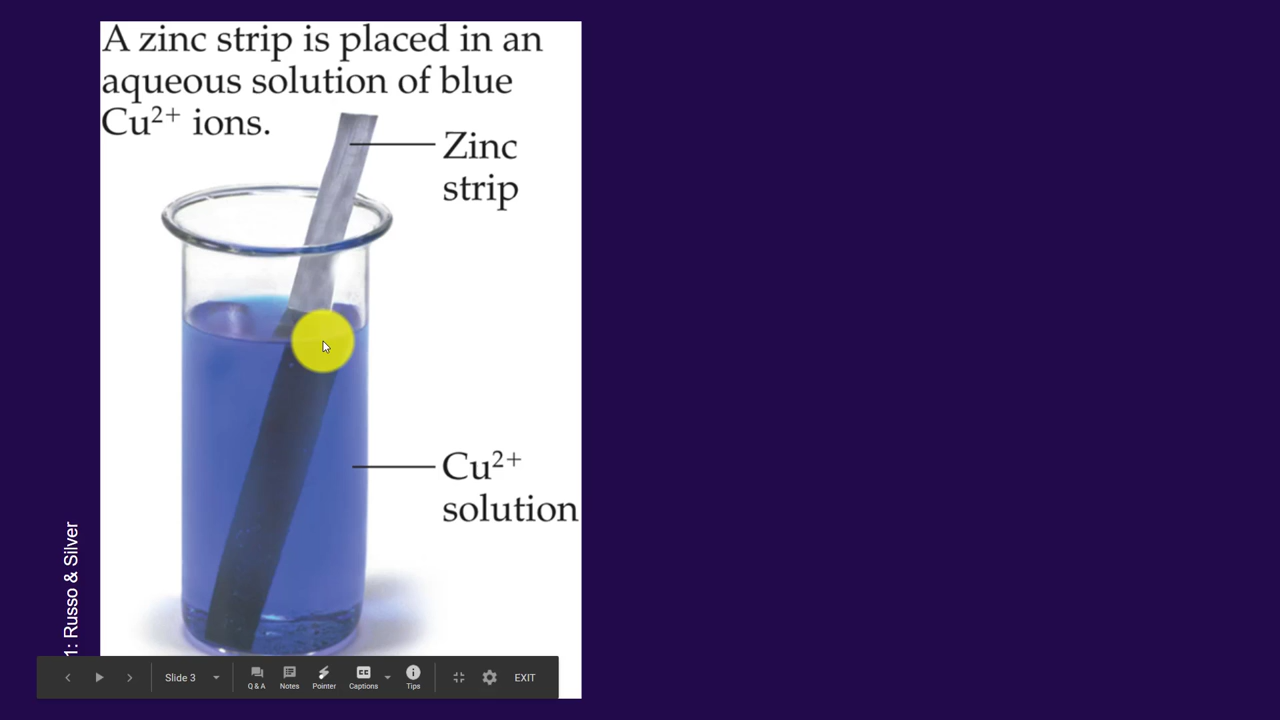 A zinc strip is placed in an
aqueous solution of blue
Cu²⁺ ions.
Zinc
strip
Cu²⁺
solution
1: Russo & Silver
Slide 3
Q & A
Notes
Pointer
Captions
Tips
EXIT